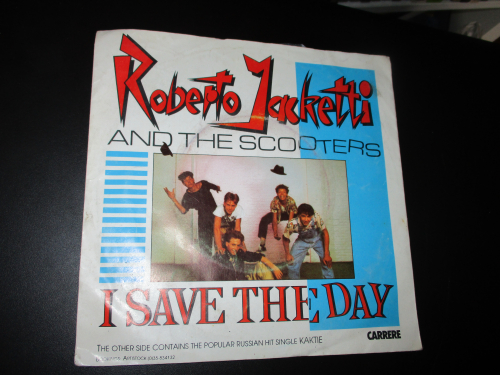 Roberto Jacketti
AND THE SCOOTERS
I SAVE THE DAY
THE OTHER SIDE CONTAINS THE POPULAR RUSSIAN HIT SINGLE KAKTIE
CARRERE